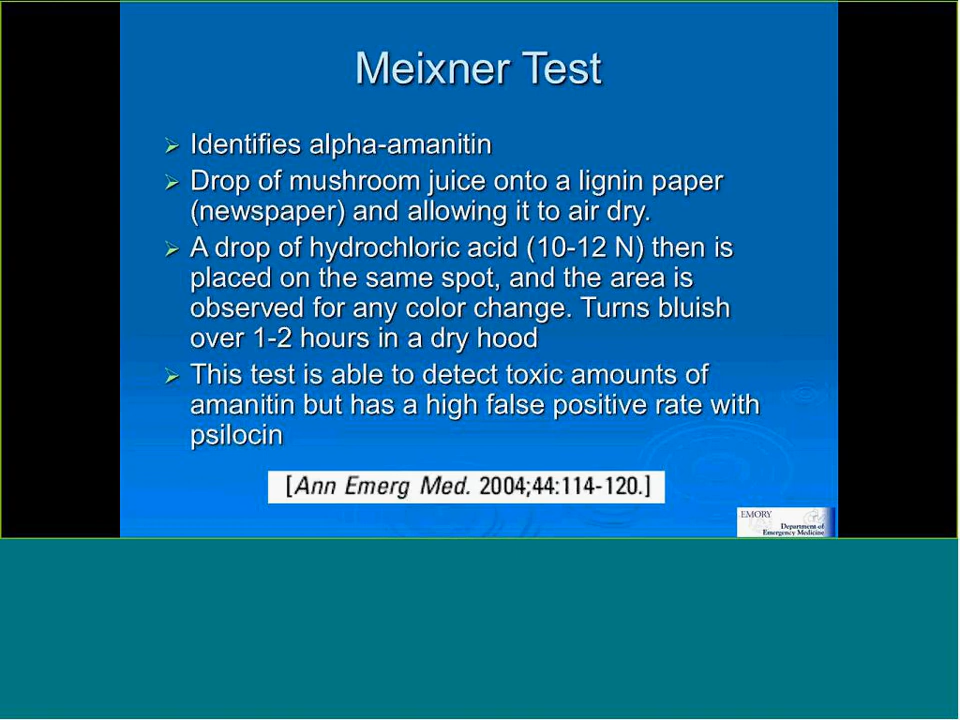 Meixner Test
Identifies alpha-amanitin
Drop of mushroom juice onto a lignin paper
(newspaper) and allowing it to air dry.
A drop of hydrochloric acid (10-12 N) then is
placed on the same spot, and the area is
observed for any color change. Turns bluish
over 1-2 hours in a dry hood
This test is able to detect toxic amounts of
amanitin but has a high false positive rate with
psilocin
[Ann Emerg Med. 2004;44:114-120.]
EMORY
Department of
Emergency Medicine